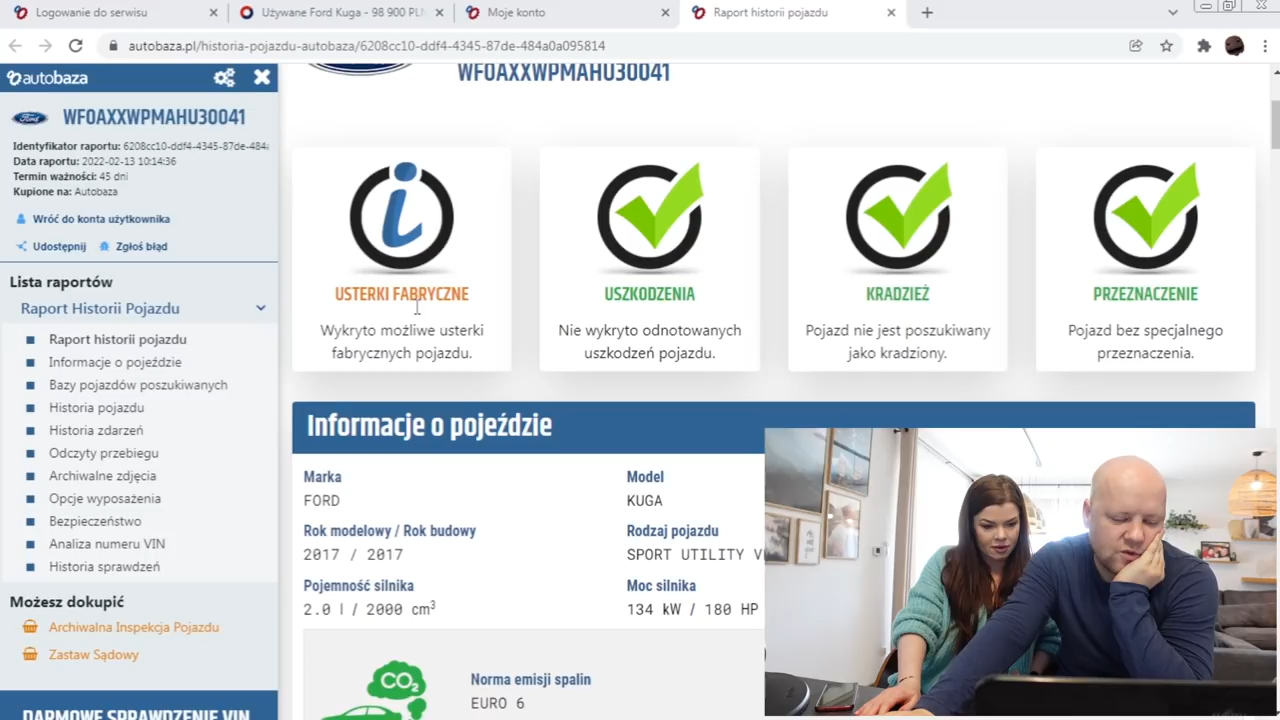 Logowanie do serwisu
Używane Ford Kuga - 98 900 PLN
Moje konto
Raport historii pojazdu
autobaza.pl/historia-pojazdu-autobaza/6208cc10-ddf4-4345-87de-484a0a095814
autobaza
Ford
WF0AXXWPMAHU30041
Identyfikator raportu: 6208cc10-ddf4-4345-87de-484a
Data raportu: 2022-02-13 10:14:36
Termin ważności: 45 dni
Kupione na: Autobaza
Wróć do konta użytkownika
Udostępnij Zgłoś błąd
Lista raportów
Raport Historii Pojazdu
Raport historii pojazdu
Informacje o pojeździe
Bazy pojazdów poszukiwanych
Historia pojazdu
Historia zdarzeń
Odczyty przebiegu
Archiwalne zdjęcia
Opcje wyposażenia
Bezpieczeństwo
Analiza numeru VIN
Historia sprawdzeń
Możesz dokupić
Archiwalna Inspekcja Pojazdu
Zastaw Sądowy
DARMOWE SPRAWDZENIE VIN
WF0AXXWPMAHU30041
USTERKI FABRYCZNE
Wykryto możliwe usterki
fabrycznych pojazdu.
USZKODZENIA
Nie wykryto odnotowanych
uszkodzeń pojazdu.
KRADZIEŻ
Pojazd nie jest poszukiwany
jako kradziony.
PRZEZNACZENIE
Pojazd bez specjalnego
przeznaczenia.
Informacje o pojeździe
Marka
FORD
Model
KUGA
Rok modelowy / Rok budowy
2017 / 2017
Rodzaj pojazdu
SPORT UTILITY V
Pojemność silnika
2.0 l / 2000 cm³
Moc silnika
134 kW / 180 HP
CO2
Norma emisji spalin
EURO 6